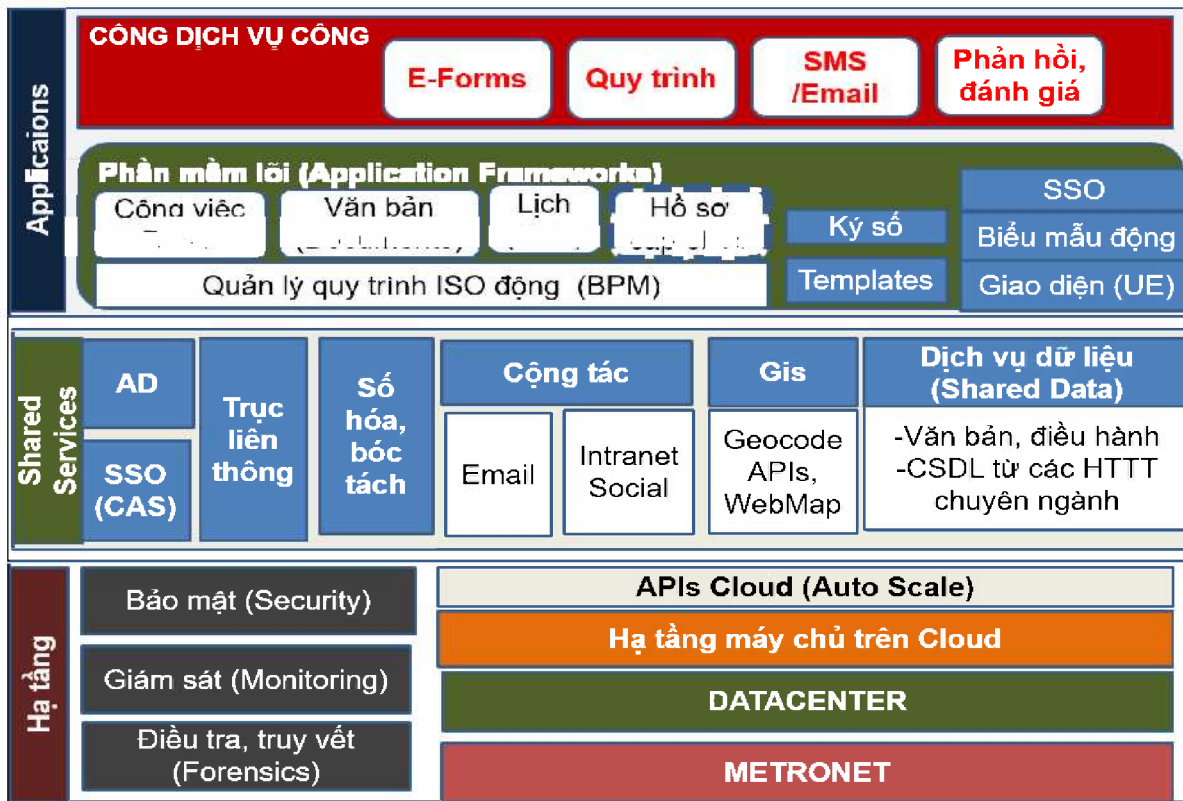 Applicaions
CÔNG DỊCH VỤ CÔNG
E-Forms
Quy trình
SMS
/Email
Phản hồi,
đánh giá
Phần mềm lõi (Application Frameworks)
Công việc
Văn bản
Lịch
Hồ sơ
Quản lý quy trình ISO động (BPM)
Ký số
Templates
SSO
Biểu mẫu động
Giao diện (UE)
Shared
Services
AD
SSO
(CAS)
Trục
liên
thông
Số
hóa,
bóc
tách
Cộng tác
Email
Intranet
Social
Gis
Geocode
APIs,
WebMap
Dịch vụ dữ liệu
(Shared Data)
-Văn bản, điều hành
-CSDL từ các HTTT
chuyên ngành
Hạ tầng
Bảo mật (Security)
Giám sát (Monitoring)
Điều tra, truy vết
(Forensics)
APIs Cloud (Auto Scale)
Hạ tầng máy chủ trên Cloud
DATACENTER
METRONET